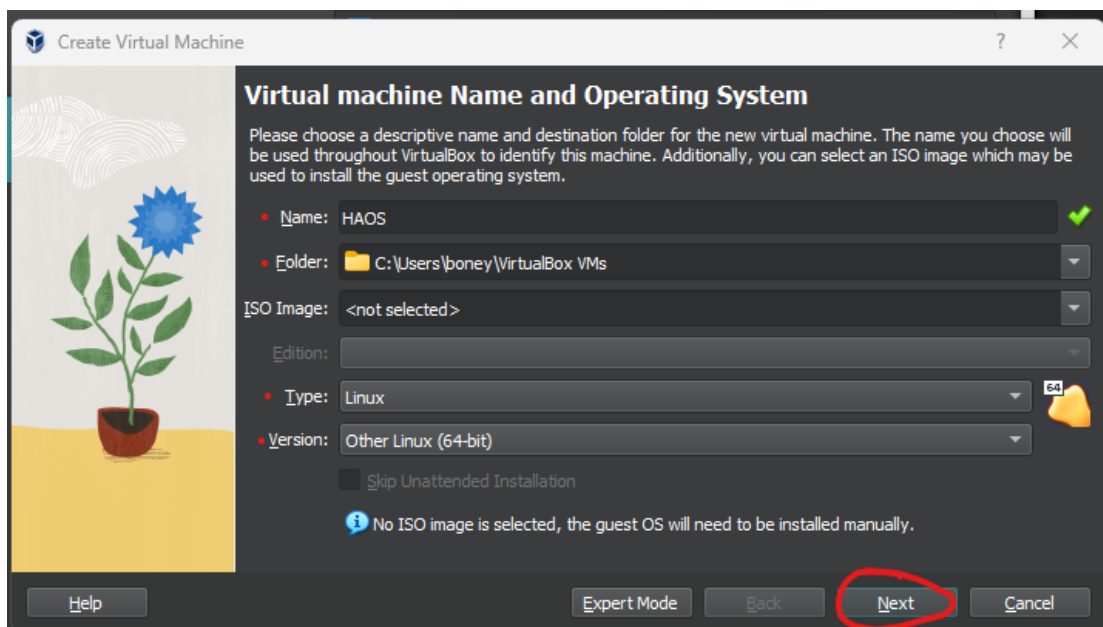 Create Virtual Machine
?
Virtual machine Name and Operating System
Please choose a descriptive name and destination folder for the new virtual machine. The name you choose will
be used throughout VirtualBox to identify this machine. Additionally, you can select an ISO image which may be
used to install the guest operating system.
Name: HAOS
Folder: C:\Users\boney\VirtualBox VMs
ISO Image: <not selected>
Edition:
Type: Linux
64
Version: Other Linux (64-bit)
Skip Unattended Installation
No ISO image is selected, the guest OS will need to be installed manually.
Help Expert Mode Back Next Cancel